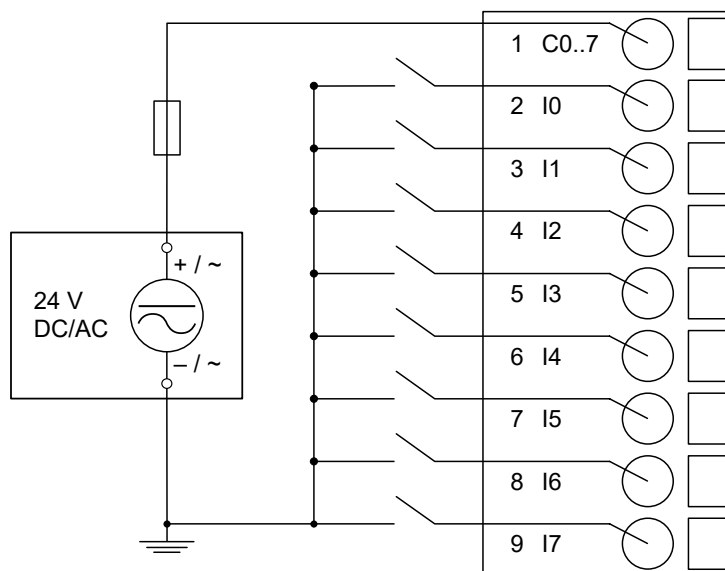 1 C0..7
2 I0
3 I1
4 I2
+ / ~
24 V
DC/AC
5 I3
– / ~
6 I4
7 I5
8 I6
9 I7